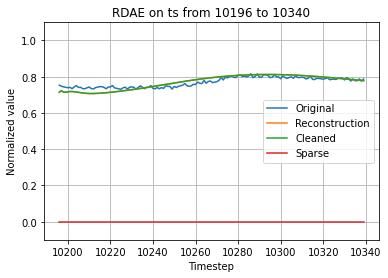 RDAE on ts from 10196 to 10340
Normalized value
1.0
0.8
0.6
0.4
0.2
0.0
Original
Reconstruction
Cleaned
Sparse
10200 10220 10240 10260 10280 10300 10320 10340
Timestep